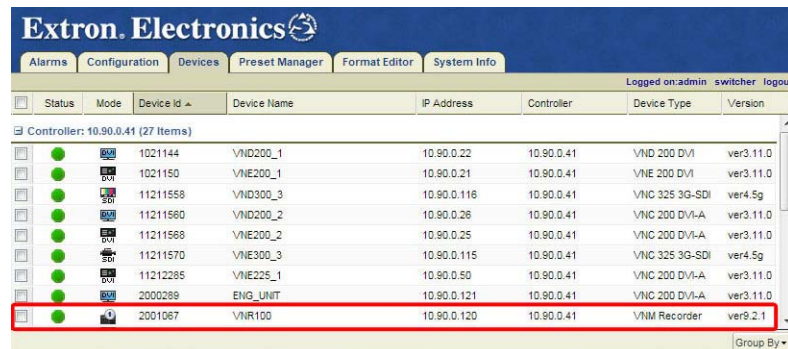 Extron. Electronics
Alarms Configuration Devices Preset Manager Format Editor System Info
Logged on:admin switcher logou
Status Mode Device Id Device Name IP Address Controller Device Type Version
Controller: 10.90.0.41 (27 Items)
DVI 1021144 VND200_1 10.90.0.22 10.90.0.41 VND 200 DVI ver3.11.0
DVI 1021150 VNE200_1 10.90.0.21 10.90.0.41 VNE 200 DVI ver3.11.0
SDI 11211558 VND300_3 10.90.0.116 10.90.0.41 VNC 325 3G-SDI ver4.5g
DVI 11211560 VND200_2 10.90.0.26 10.90.0.41 VNC 200 DVI-A ver3.11.0
DVI 11211568 VNE200_2 10.90.0.25 10.90.0.41 VNC 200 DVI-A ver3.11.0
SDI 11211570 VNE300_3 10.90.0.115 10.90.0.41 VNC 325 3G-SDI ver4.5g
DVI 11212285 VNE225_1 10.90.0.50 10.90.0.41 VNC 200 DVI-A ver3.11.0
DVI 2000289 ENG_UNIT 10.90.0.121 10.90.0.41 VNC 200 DVI-A ver3.11.0
2001067 VNR100 10.90.0.120 10.90.0.41 VNM Recorder ver9.2.1
Group By